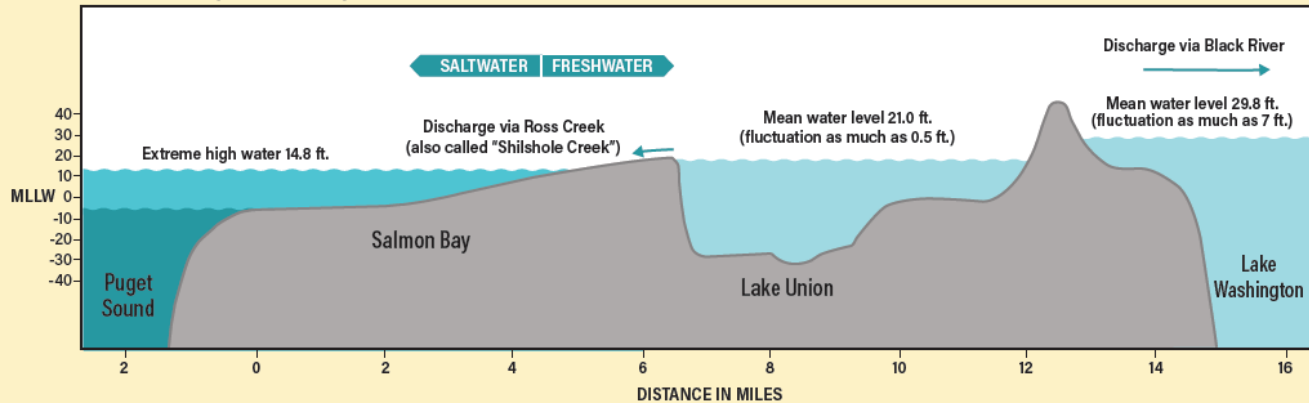 Discharge via Black River
SALTWATER FRESHWATER
Mean water level 29.8 ft.
(fluctuation as much as 7 ft.)
Mean water level 21.0 ft.
(fluctuation as much as 0.5 ft.)
Discharge via Ross Creek
(also called "Shilshole Creek")
Extreme high water 14.8 ft.
40
30
20
10
MLLW 0
-10
-20
-30
-40
Salmon Bay
Puget
Sound
Lake Union
Lake
Washington
2 0 2 4 6 8 10 12 14 16
DISTANCE IN MILES